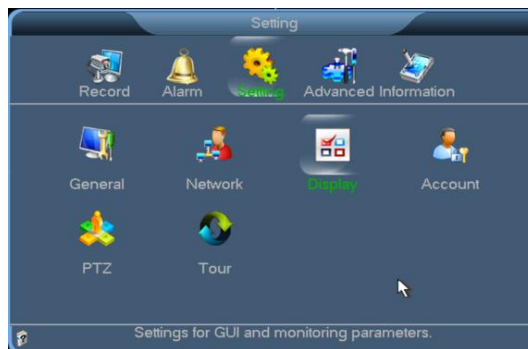 Setting
Record Alarm Setting Advanced Information
General Network Display Account
PTZ Tour
Settings for GUI and monitoring parameters.